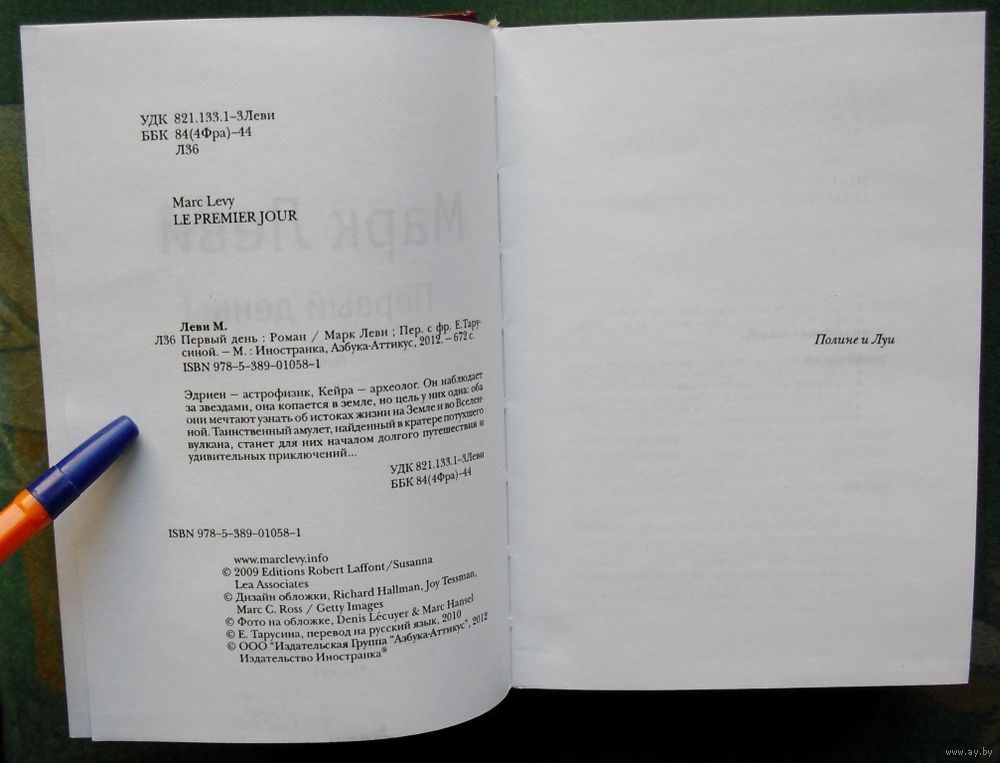 УДК 821.133.1–3Леви
ББК 84(4Фра)–44
Л36
Marc Levy
LE PREMIER JOUR
Леви М.
Л36 Первый день : Роман / Марк Леви ; Пер. с фр. Е.Тару-
синой. – М. : Иностранка, Азбука-Аттикус, 2012. – 672 с.
ISBN 978–5–389–01058–1
Эдриен — астрофизик, Кейра — археолог. Он наблюдает
за звездами, она копается в земле, но цель у них одна: оба
они мечтают узнать об истоках жизни на Земле и во Вселен-
ной. Таинственный амулет, найденный в кратере потухшего
вулкана, станет для них началом долгого путешествия и
удивительных приключений...
УДК 821.133.1–3Леви
ББК 84(4Фра)–44
ISBN 978–5–389–01058–1
www.marclevy.info
© 2009 Editions Robert Laffont/Susanna
Lea Associates
© Дизайн обложки, Richard Hallman, Joy Tessman,
Marc C. Ross / Getty Images
© Фото на обложке, Denis Lécuyer & Marc Hansel
© Е. Тарусина, перевод на русский язык, 2010
© ООО "Издательская Группа "Азбука-Аттикус", 2012
Издательство Иностранка®
Марк Леви
Первый день
Полине и Луи
www.ay.by